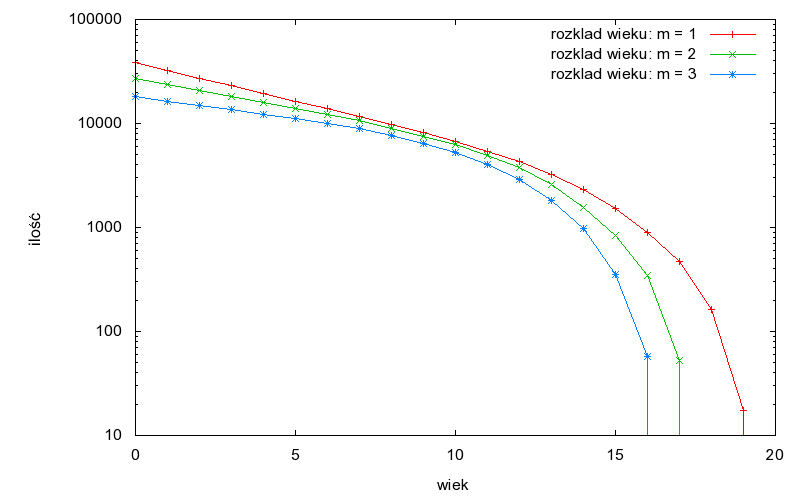 100000
10000
1000
100
10
ilość
rozklad wieku: m = 1
rozklad wieku: m = 2
rozklad wieku: m = 3
0 5 10 15 20
wiek